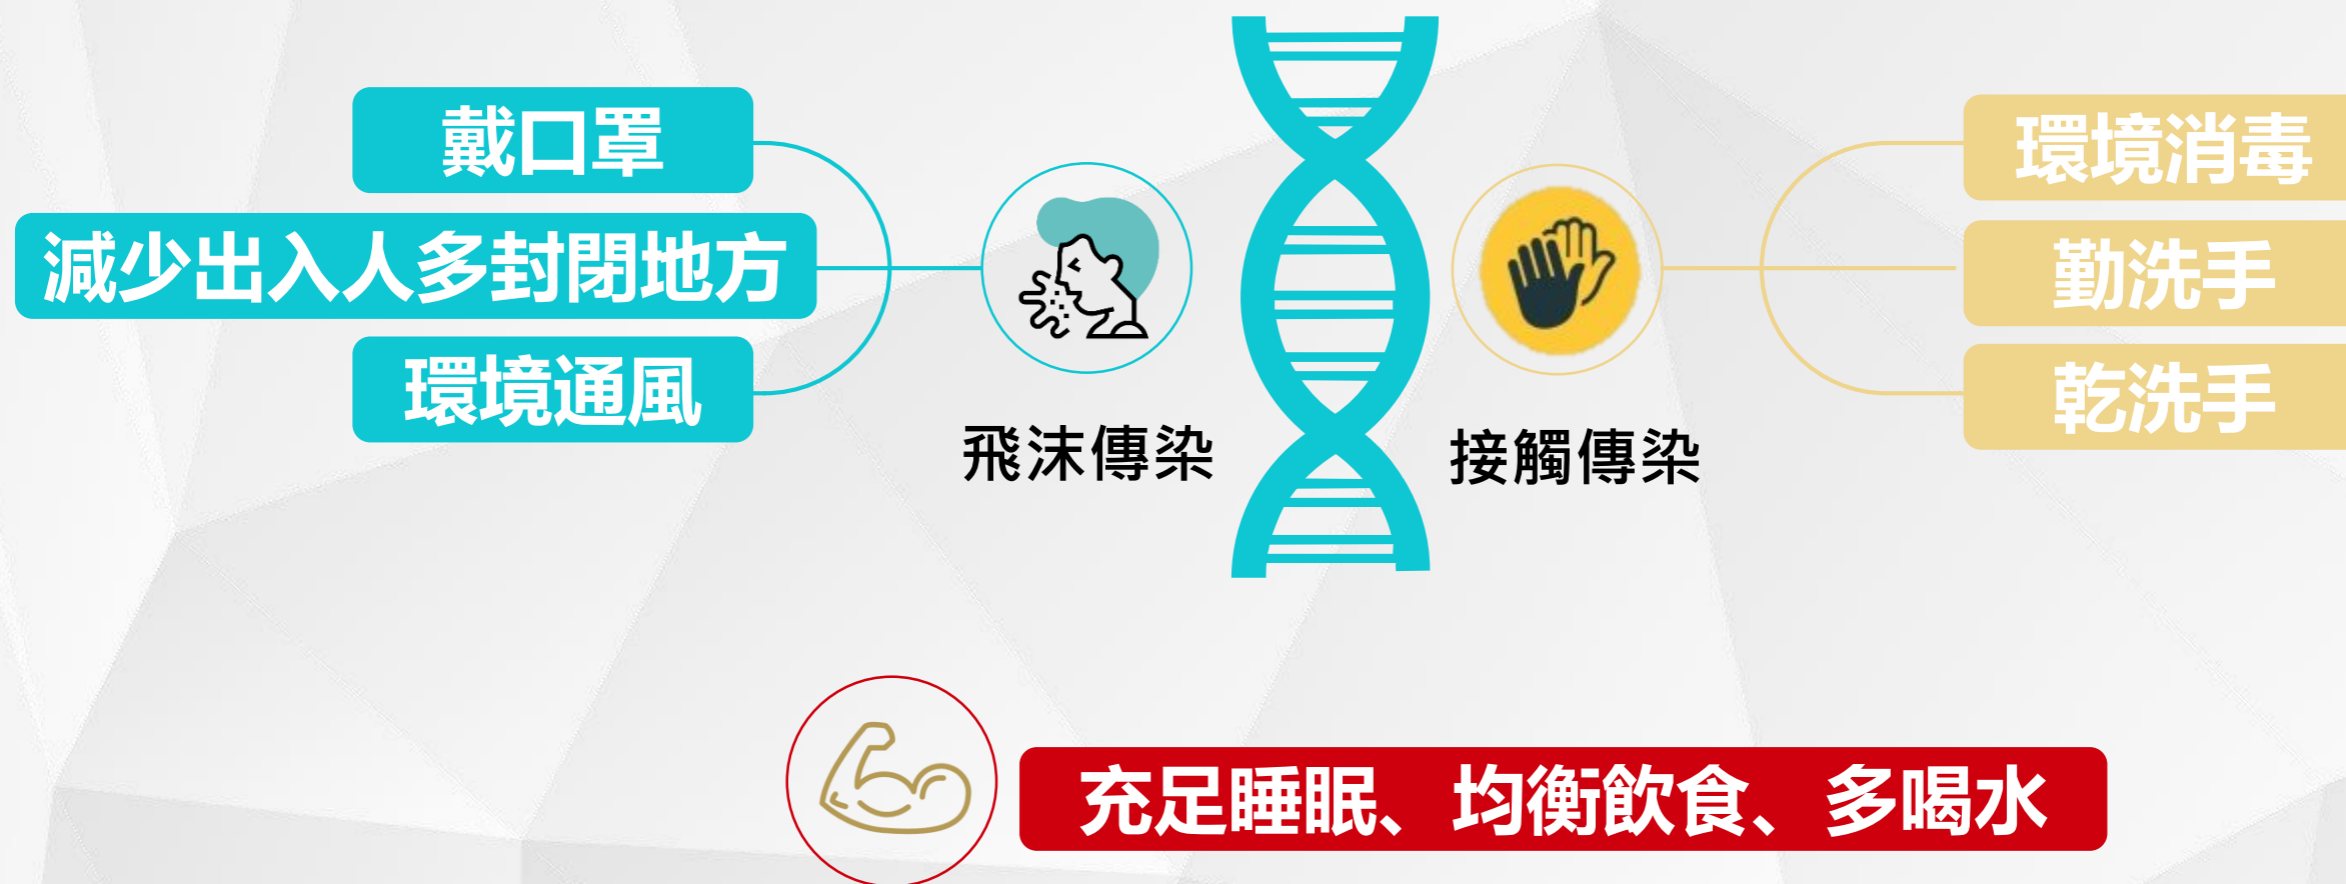 戴口罩
減少出入人多封閉地方
環境通風
飛沫傳染
接觸傳染
環境消毒
勤洗手
乾洗手
充足睡眠、均衡飲食、多喝水